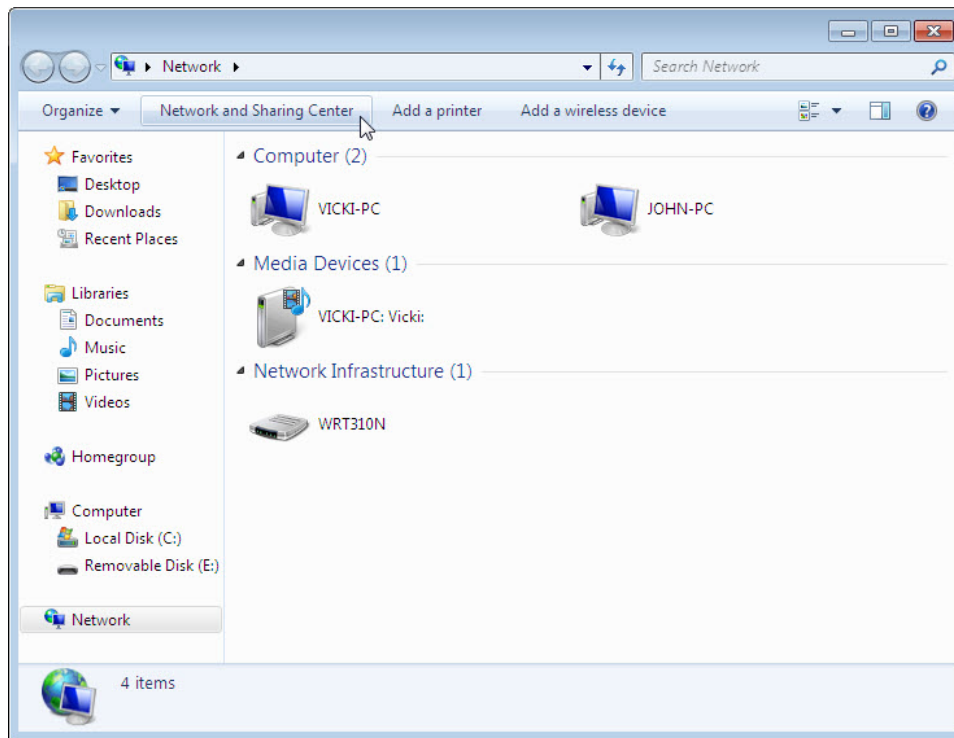 Network
Search Network
Organize Network and Sharing Center Add a printer Add a wireless device
Favorites
Desktop
Downloads
Recent Places
Libraries
Documents
Music
Pictures
Videos
Homegroup
Computer
Local Disk (C:)
Removable Disk (E:)
Network
Computer (2)
VICKI-PC
JOHN-PC
Media Devices (1)
VICKI-PC: Vicki:
Network Infrastructure (1)
WRT310N
4 items